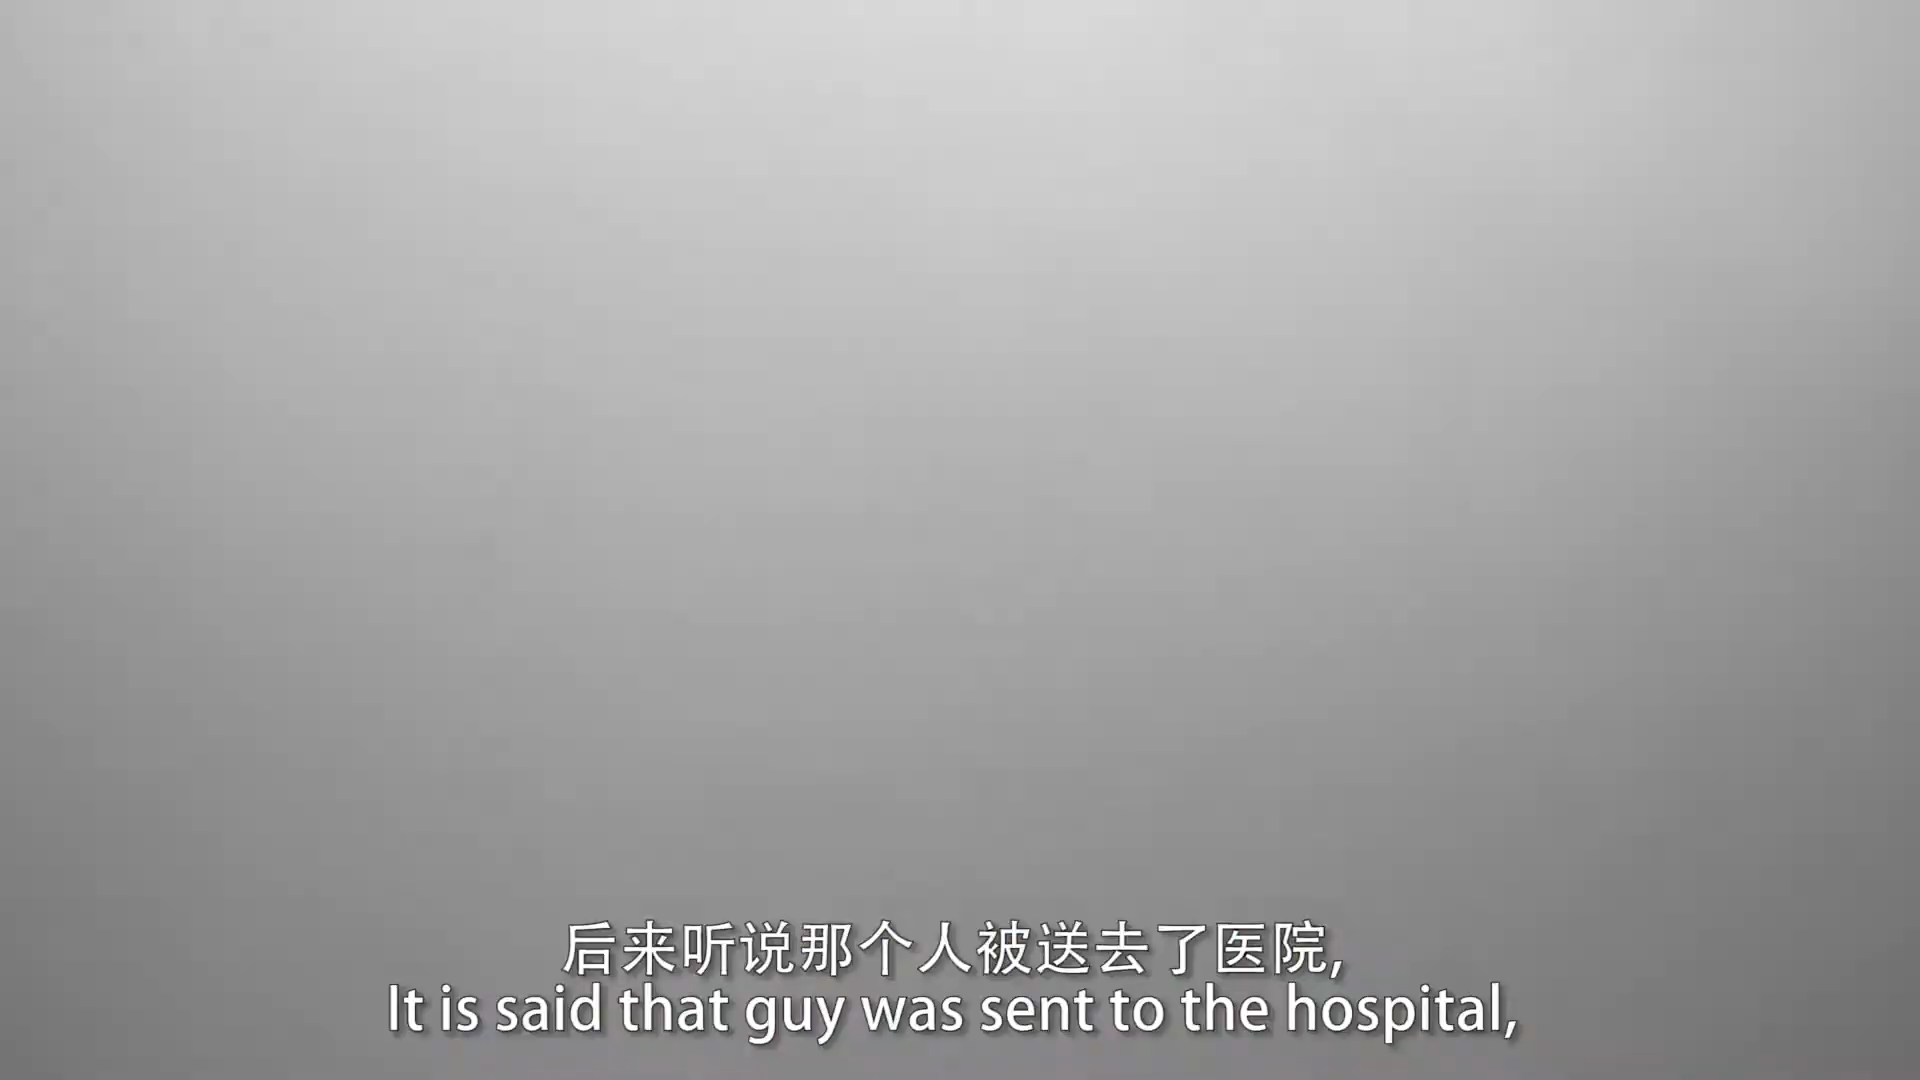 后来听说那个人被送去了医院,
It is said that guy was sent to the hospital,